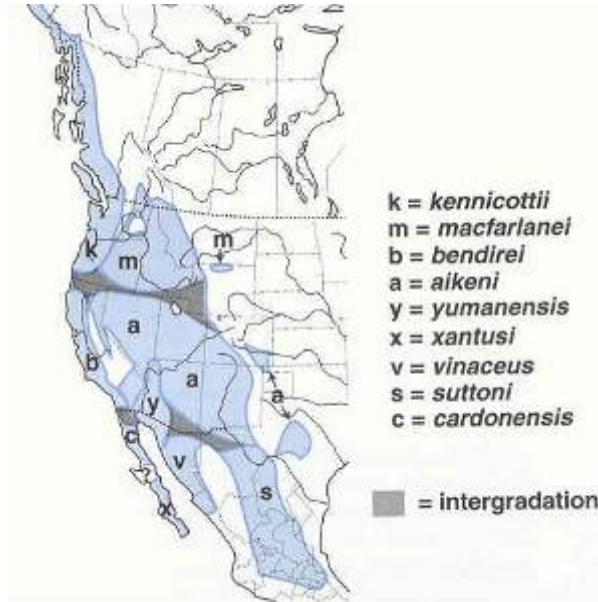 m
k
k = kennicottii
m
m = macfarlanei
b = bendirei
a = aikeni
a
y = yumanensis
x = xantusi
b
a
v = vinaceus
a
y
s = suttoni
c
c = cardonensis
v
?
s
x
= intergradation